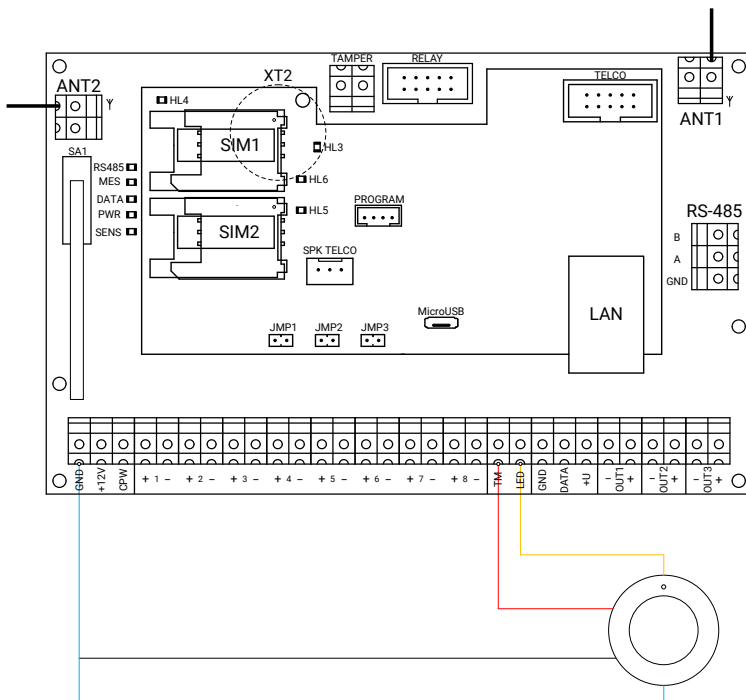 TAMPER
RELAY
XT2
TELCO
ANT2
ANT1
HL4
SIM1
HL3
SA1
RS485
MES
DATA
PWR
SENS
HL6
HL5
SIM2
PROGRAM
RS-485
B
A
GND
SPK TELCO
MicroUSB
LAN
JMP1 JMP2 JMP3
GND +12V CPW + 1 - + 2 - + 3 - + 4 - + 5 - + 6 - + 7 - + 8 - TM LED GND DATA +U - OUT1 + - OUT2 + - OUT3 +